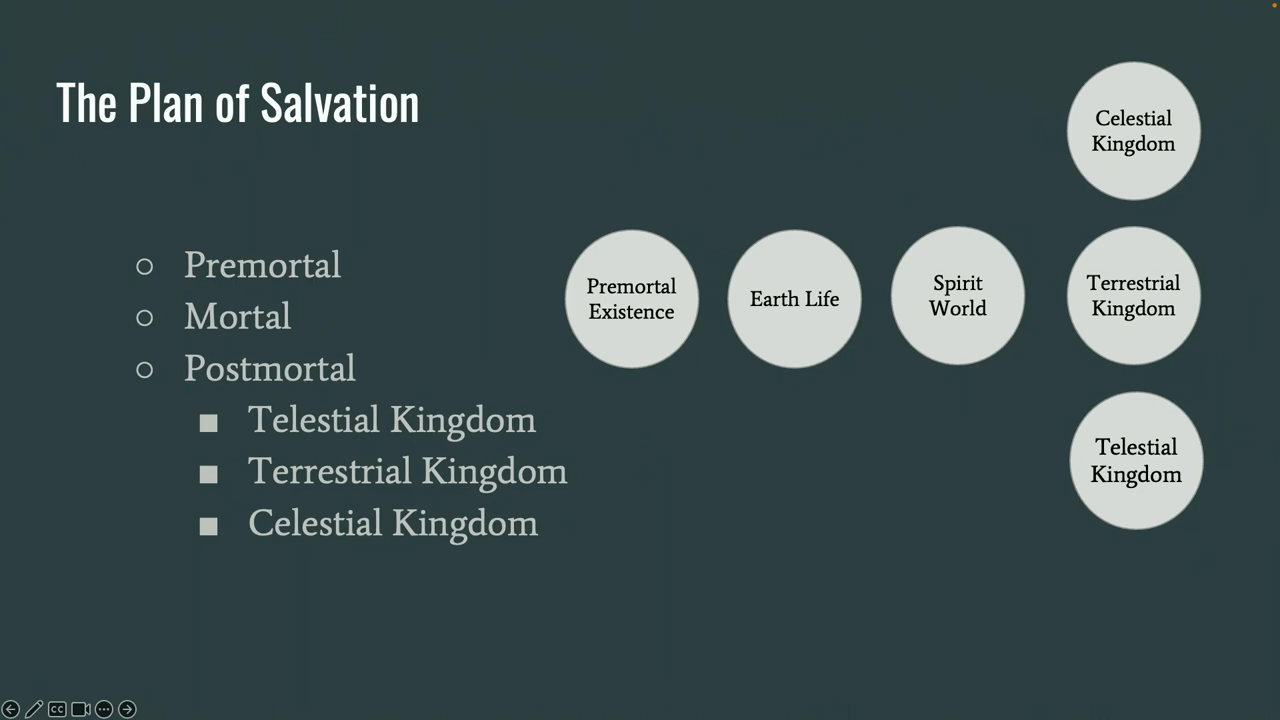 The Plan of Salvation
Premortal
Mortal
Postmortal
Telestial Kingdom
Terrestrial Kingdom
Celestial Kingdom
Premortal
Existence
Earth Life
Spirit
World
Celestial
Kingdom
Terrestrial
Kingdom
Telestial
Kingdom
CC